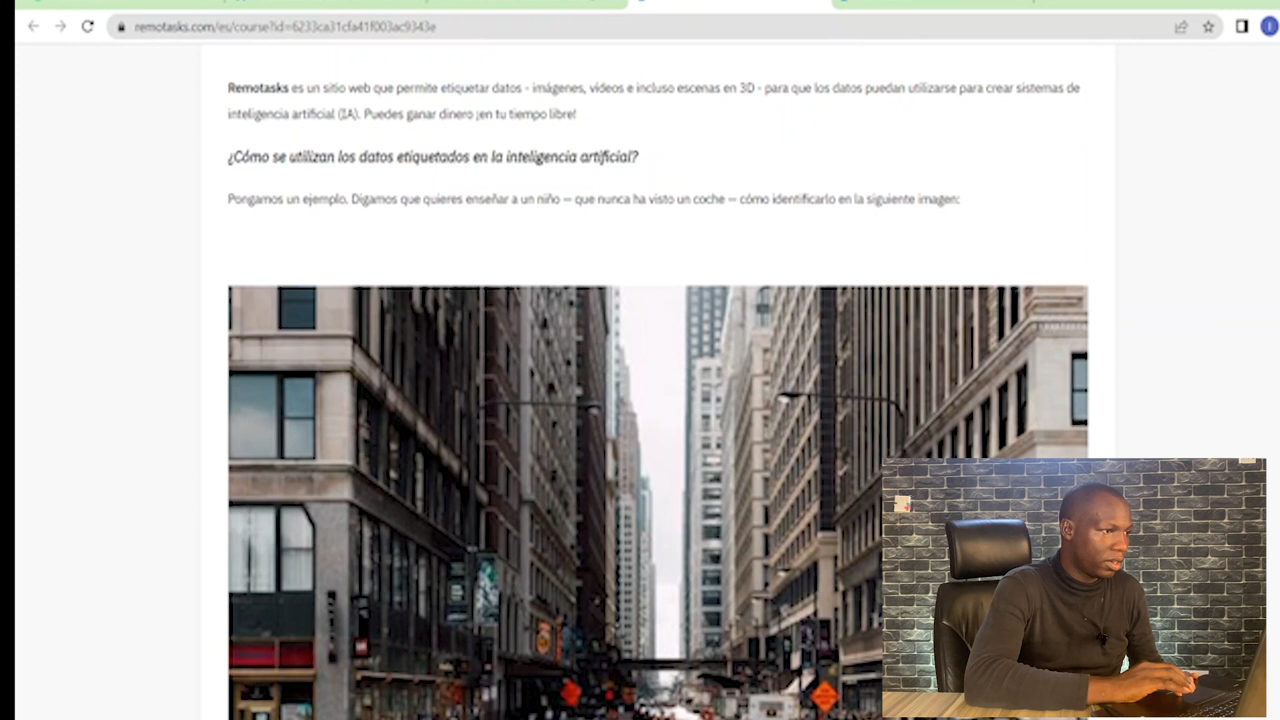 remotasks.com/es/course?id=6233ca31cfa41f003ac9343e
Remotasks es un sitio web que permite etiquetar datos - imágenes, vídeos e incluso escenas en 3D - para que los datos puedan utilizarse para crear sistemas de
inteligencia artificial (IA). Puedes ganar dinero ¡en tu tiempo libre!
¿Cómo se utilizan los datos etiquetados en la inteligencia artificial?
Pongamos un ejemplo. Digamos que quieres enseñar a un niño — que nunca ha visto un coche — cómo identificarlo en la siguiente imagen: